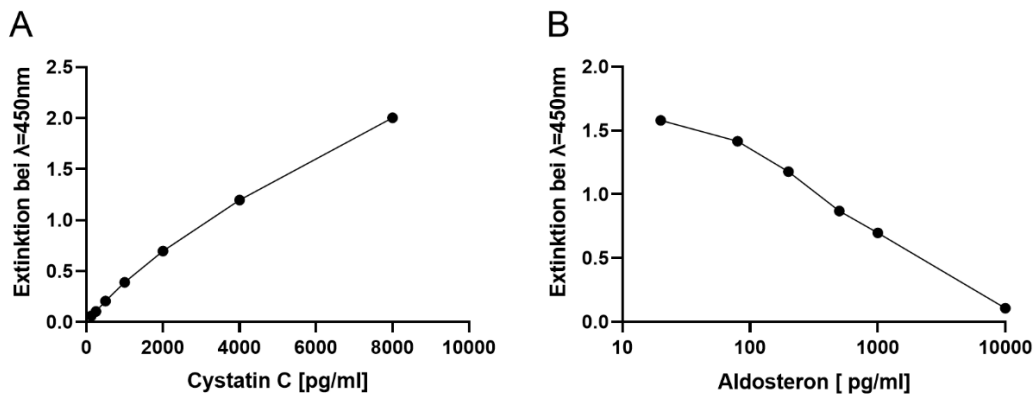 A
Extinktion bei λ=450nm
2.5
2.0
1.5
1.0
0.5
0.0
0 2000 4000 6000 8000 10000
Cystatin C [pg/ml]
B
Extinktion bei λ=450nm
2.0
1.5
1.0
0.5
0.0
10 100 1000 10000
Aldosteron [ pg/ml]